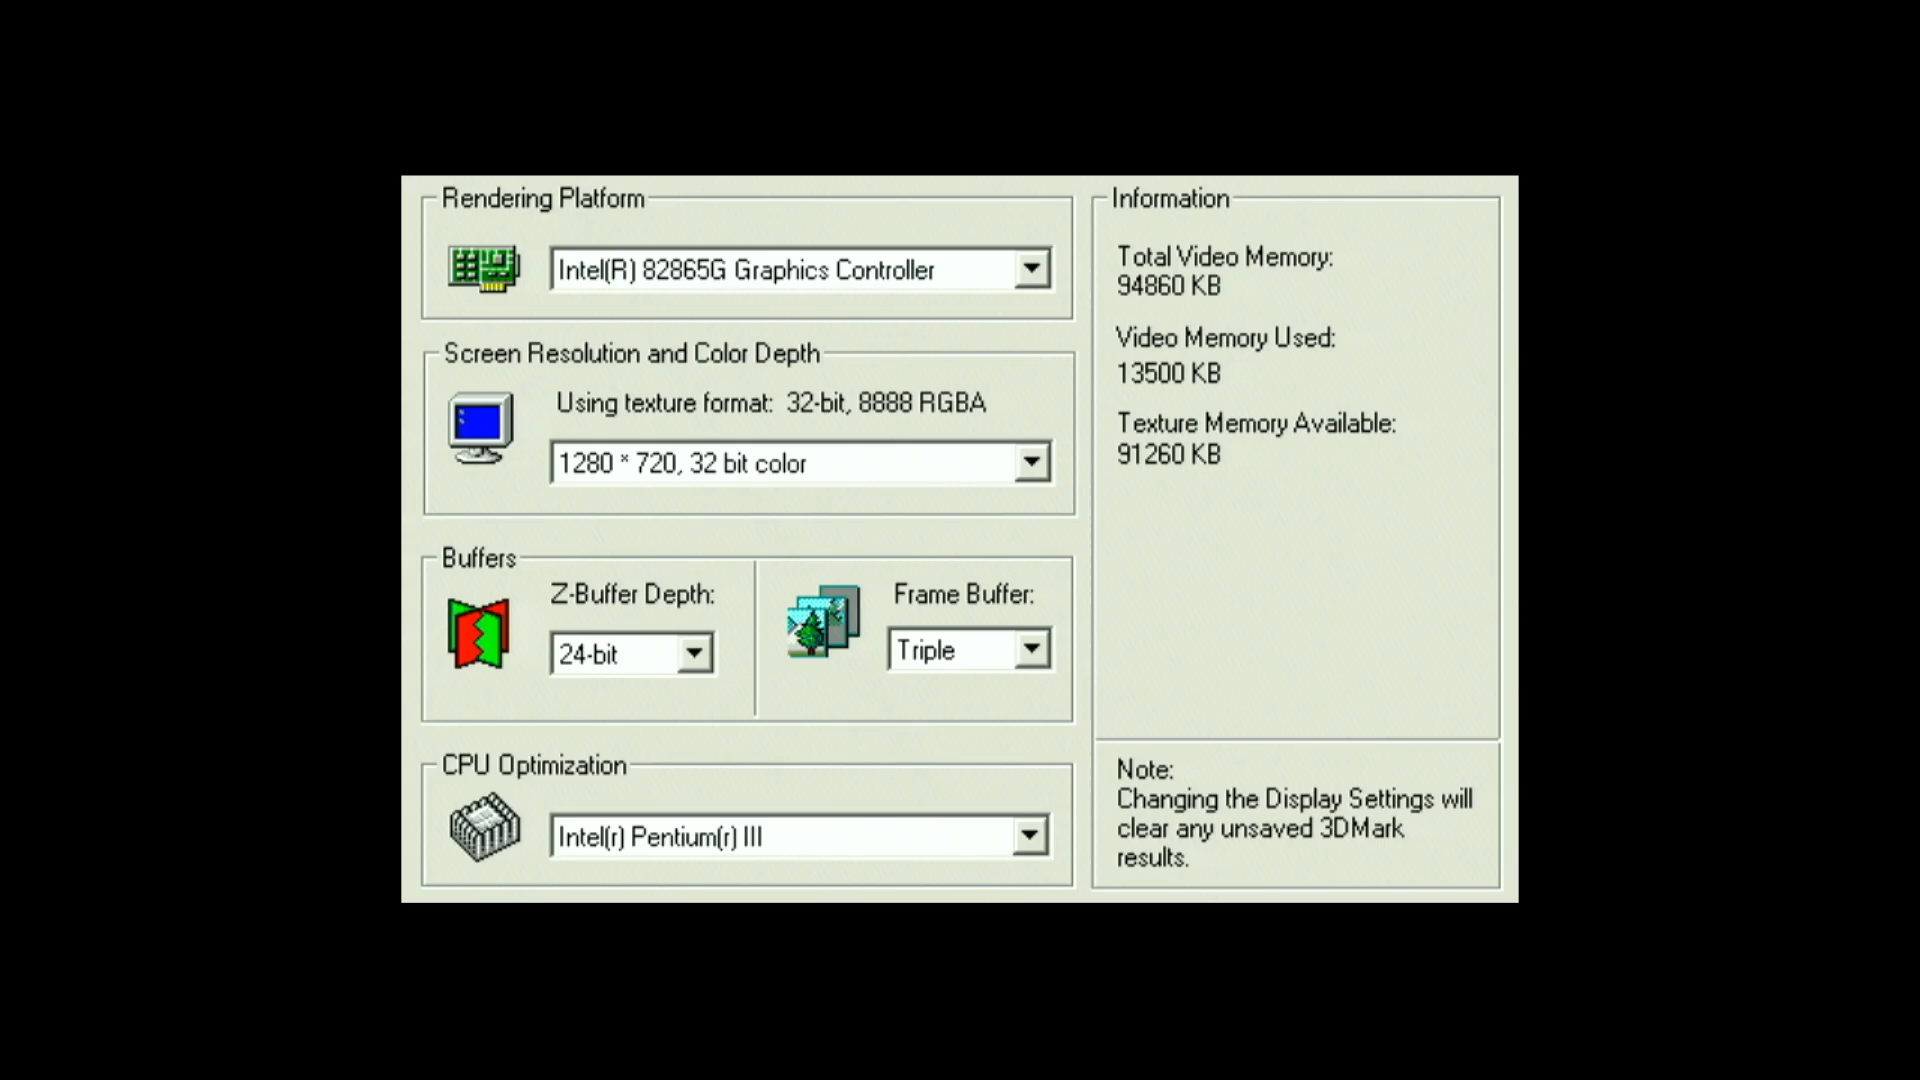 Rendering Platform
Intel(R) 82865G Graphics Controller
Screen Resolution and Color Depth
Using texture format: 32-bit, 8888 RGBA
1280 * 720, 32 bit color
Buffers
Z-Buffer Depth:
24-bit
Frame Buffer:
Triple
CPU Optimization
Intel(r) Pentium(r) III
Information
Total Video Memory:
94860 KB
Video Memory Used:
13500 KB
Texture Memory Available:
91260 KB
Note:
Changing the Display Settings will
clear any unsaved 3DMark
results.